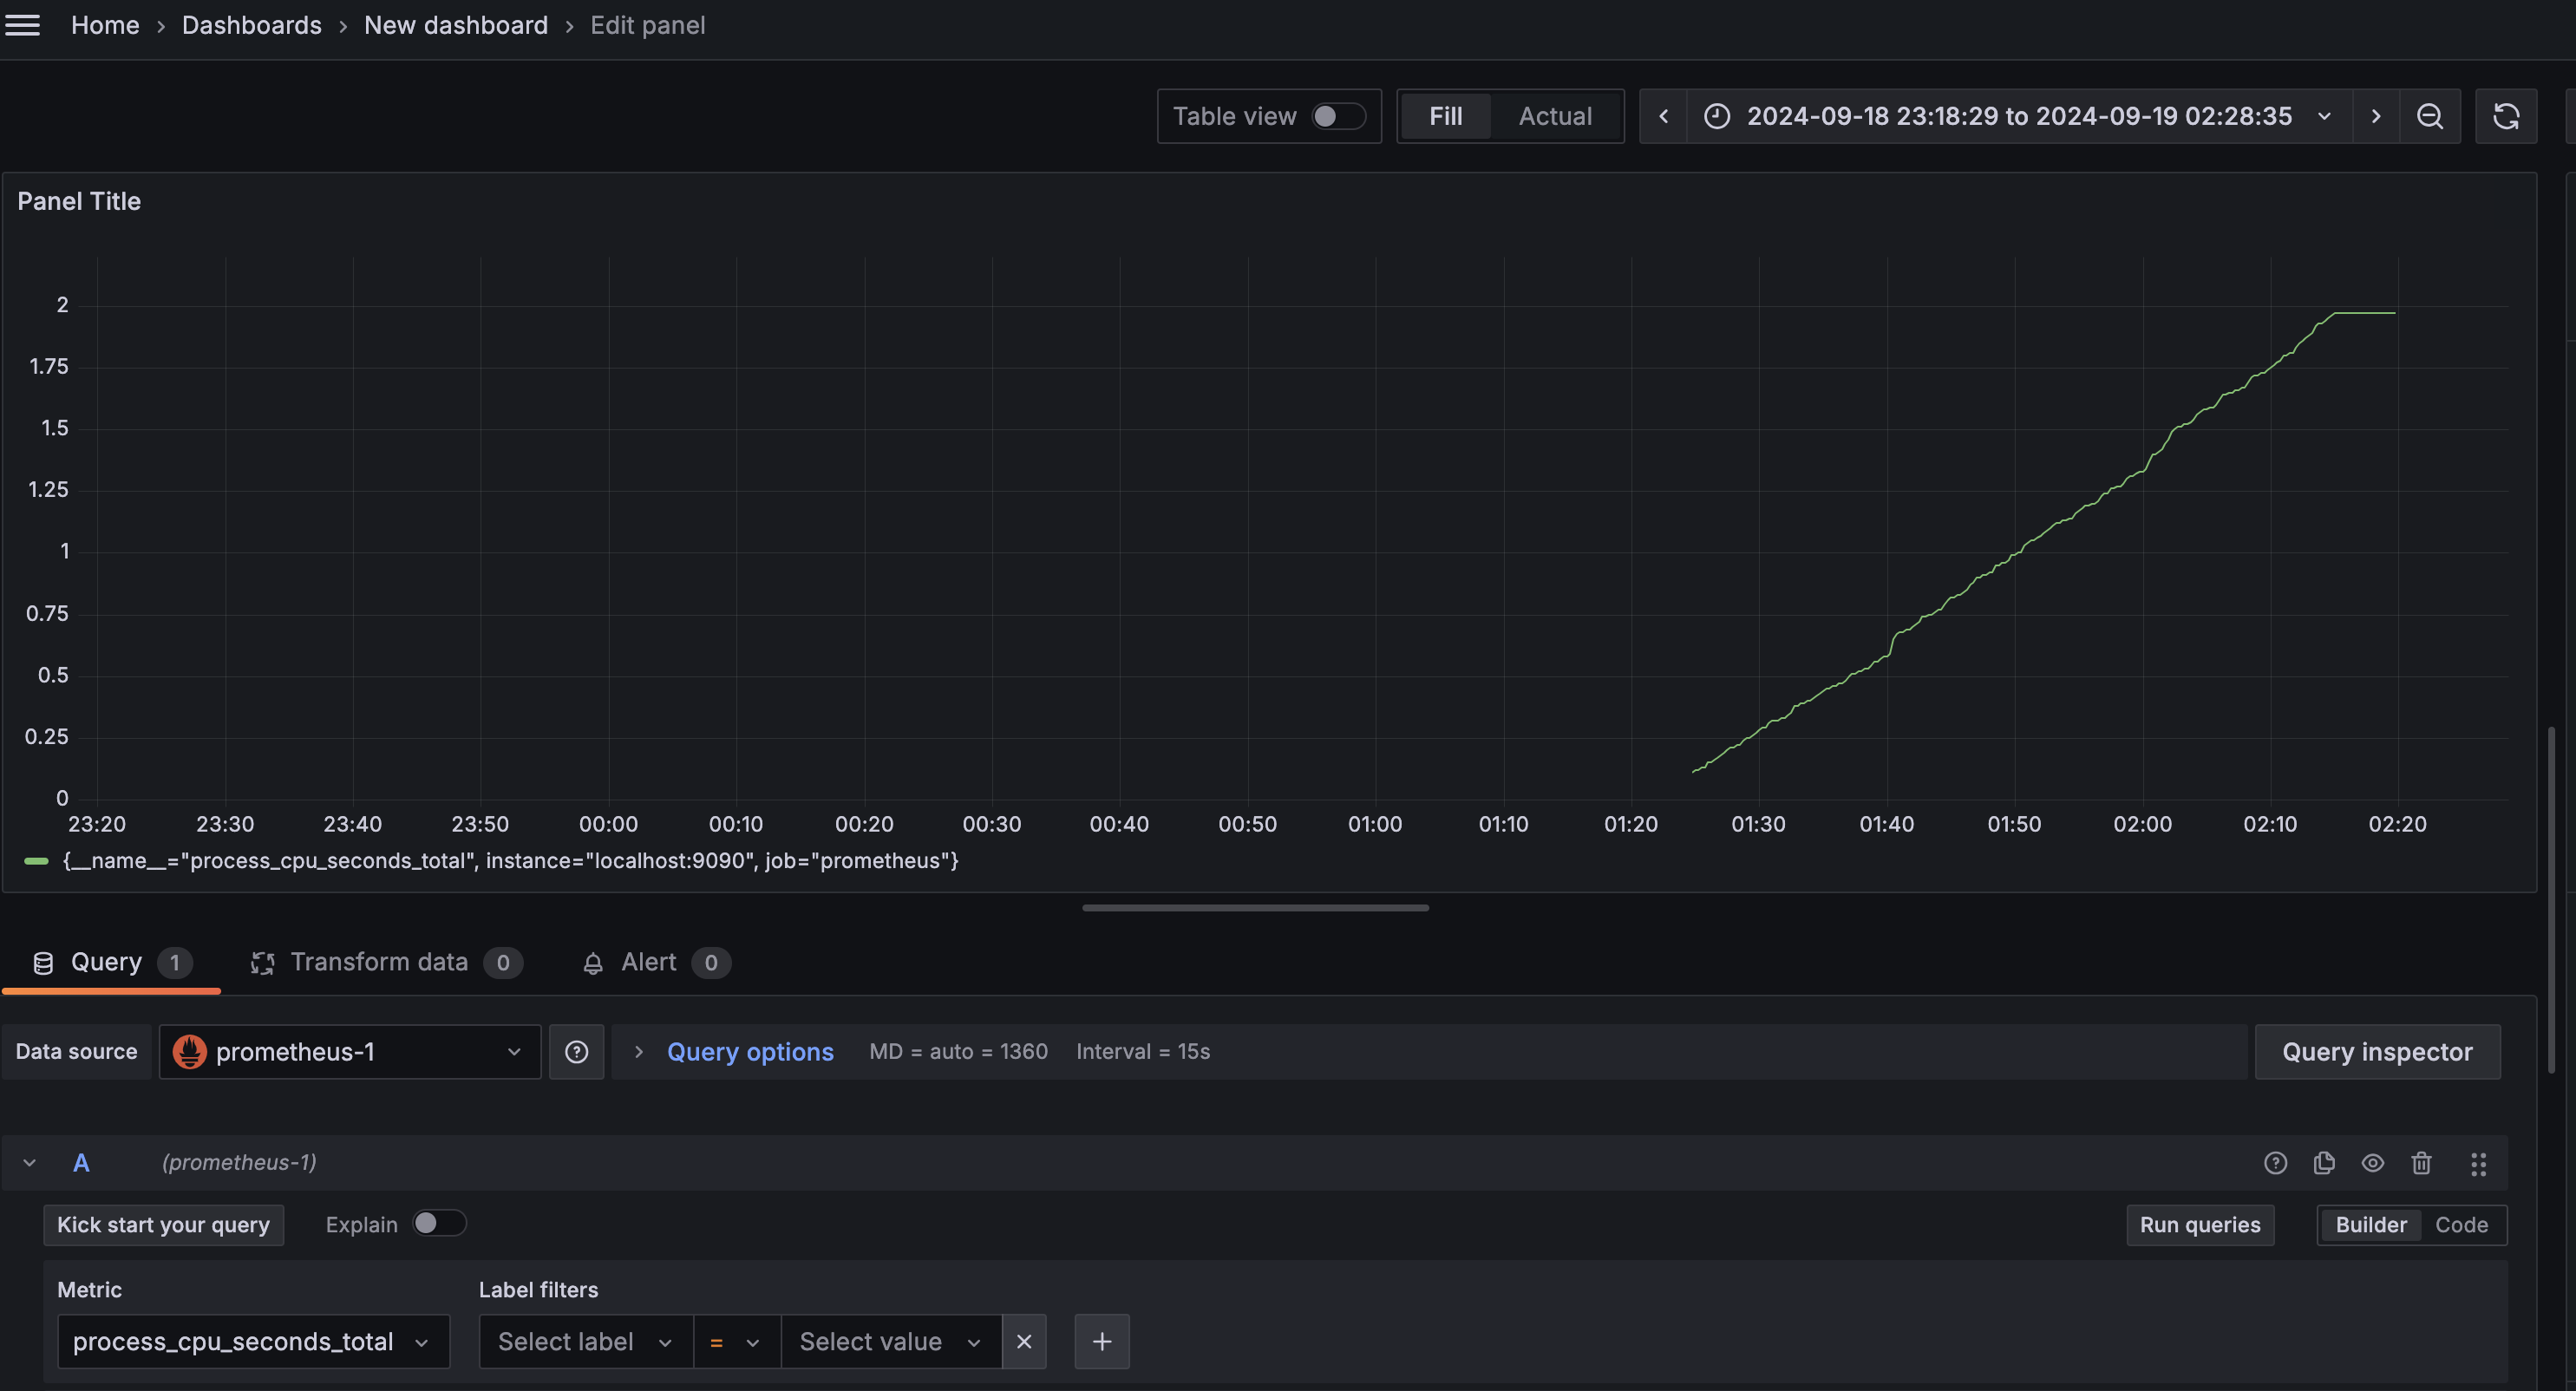 Home › Dashboards › New dashboard › Edit panel
Table view Fill Actual 2024-09-18 23:18:29 to 2024-09-19 02:28:35
Panel Title
2
1.75
1.5
1.25
1
0.75
0.5
0.25
0
23:20 23:30 23:40 23:50 00:00 00:10 00:20 00:30 00:40 00:50 01:00 01:10 01:20 01:30 01:40 01:50 02:00 02:10 02:20
{__name__="process_cpu_seconds_total", instance="localhost:9090", job="prometheus"}
Query 1 Transform data 0 Alert 0
Data source prometheus-1 Query options MD = auto = 1360 Interval = 15s Query inspector
A (prometheus-1)
Kick start your query Explain Run queries Builder Code
Metric Label filters
process_cpu_seconds_total Select label = Select value